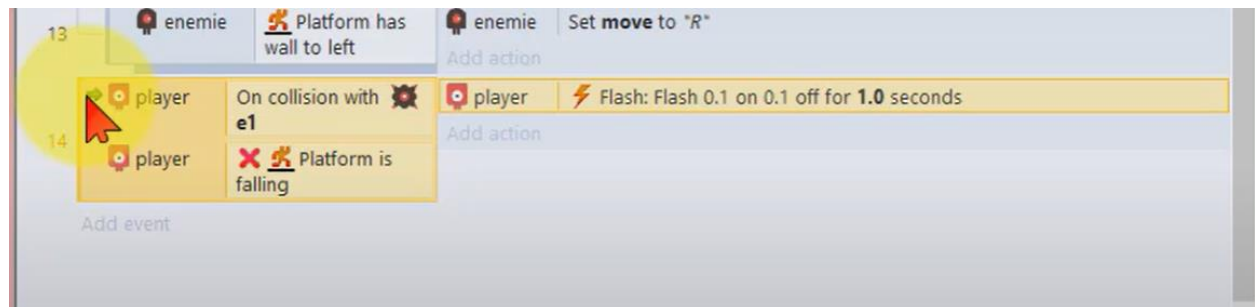 13
enemie
Platform has
wall to left
enemie
Set move to "R"
Add action
14
player
On collision with
e1
player
Flash: Flash 0.1 on 0.1 off for 1.0 seconds
Add action
player
Platform is
falling
Add event